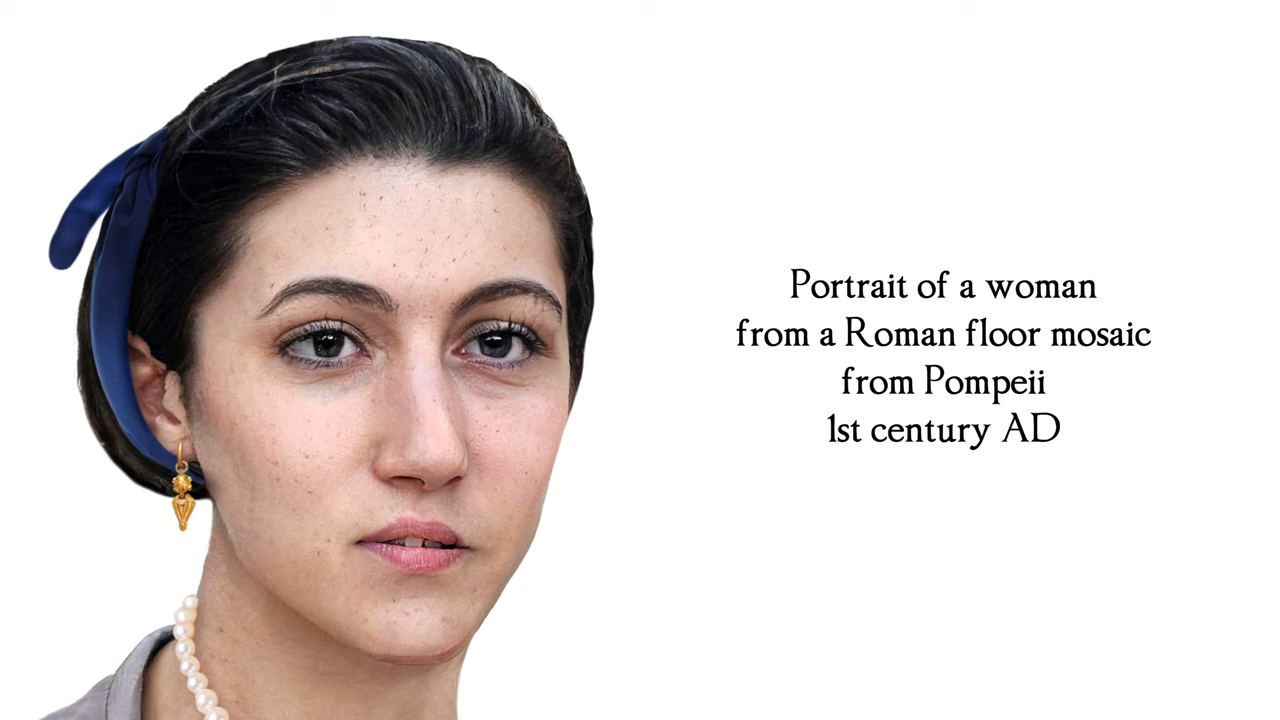 Portrait of a woman
from a Roman floor mosaic
from Pompeii
1st century AD